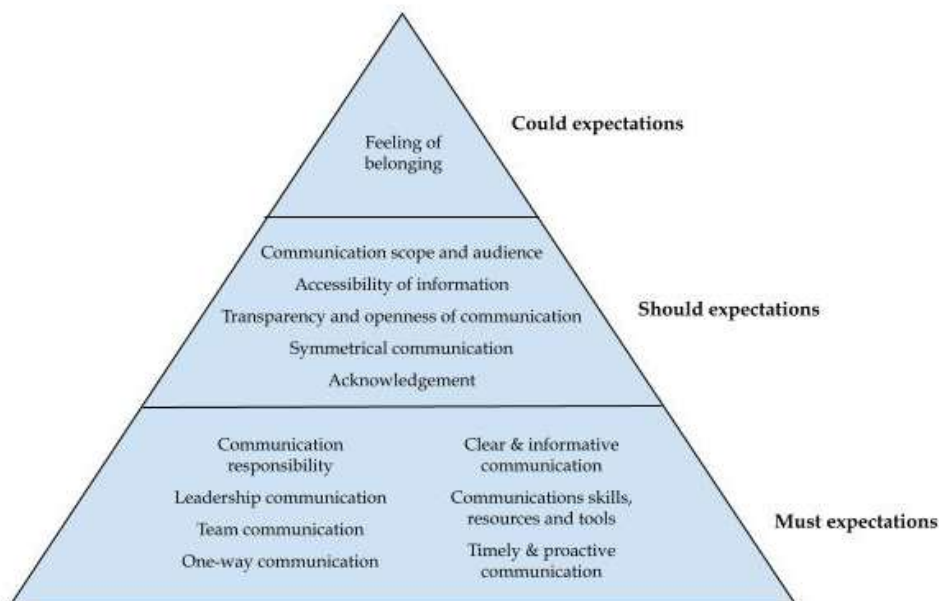 Could expectations
Feeling of
belonging
Communication scope and audience
Accessibility of information
Transparency and openness of communication
Symmetrical communication
Acknowledgement
Should expectations
Communication
responsibility
Leadership communication
Team communication
One-way communication
Clear & informative
communication
Communications skills,
resources and tools
Timely & proactive
communication
Must expectations